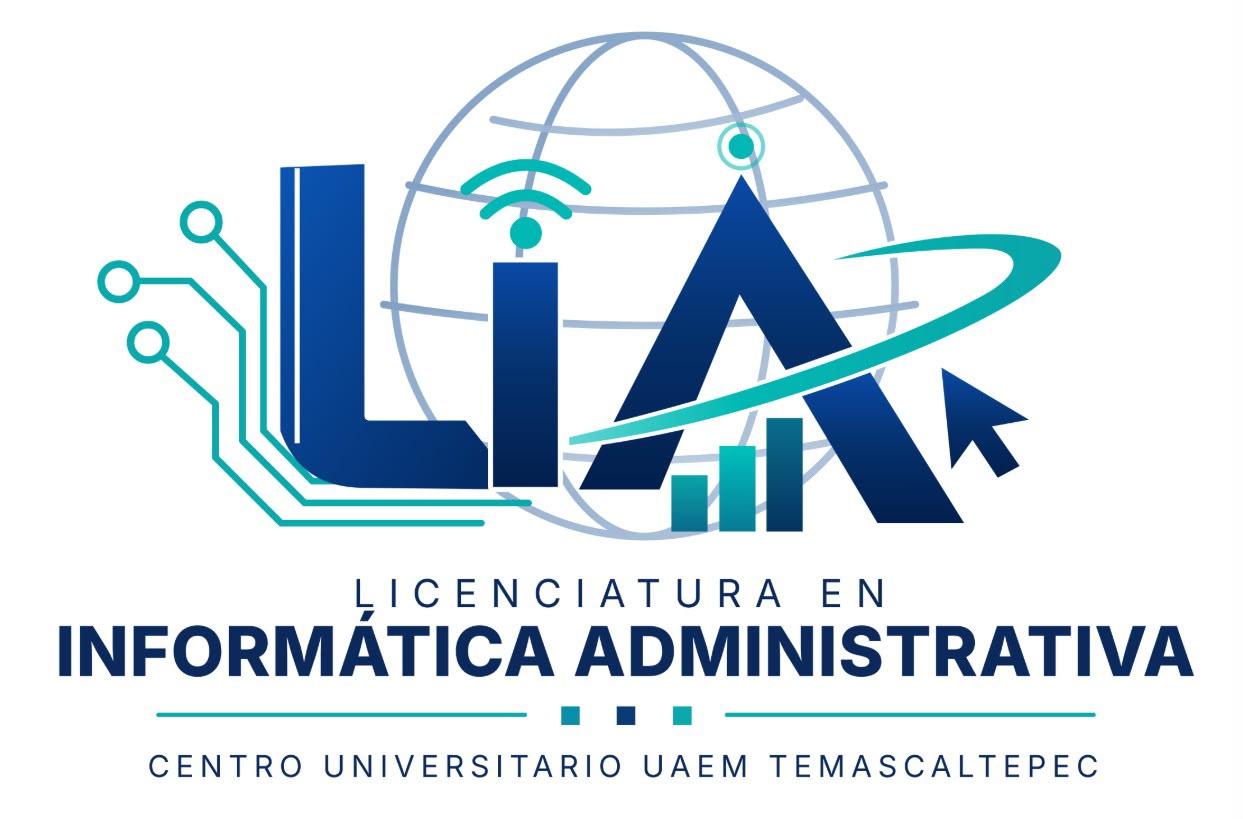 LiA
LICENCIATURA EN
INFORMÁTICA ADMINISTRATIVA
CENTRO UNIVERSITARIO UAEM TEMASCALTEPEC